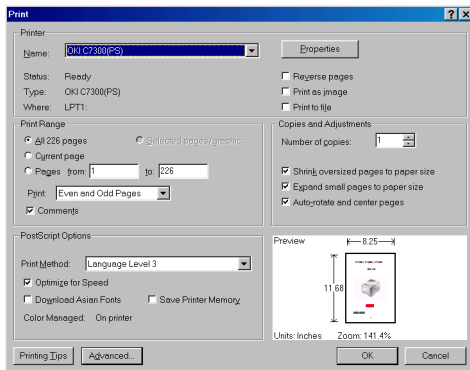 Print
Printer
Name: OKI C7300(PS)
Properties
Status: Ready
Reverse pages
Type: OKI C7300(PS)
Print as image
Where: LPT1:
Print to file
Print Range
All 226 pages
Selected pages/graphic
Current page
Pages from: 1 to: 226
Print: Even and Odd Pages
Comments
Copies and Adjustments
Number of copies: 1
Shrink oversized pages to paper size
Expand small pages to paper size
Auto-rotate and center pages
PostScript Options
Print Method: Language Level 3
Optimize for Speed
Download Asian Fonts
Save Printer Memory
Color Managed: On printer
Preview
8.25
11.68
Units: Inches Zoom: 141.4%
Printing Tips
Advanced...
OK
Cancel